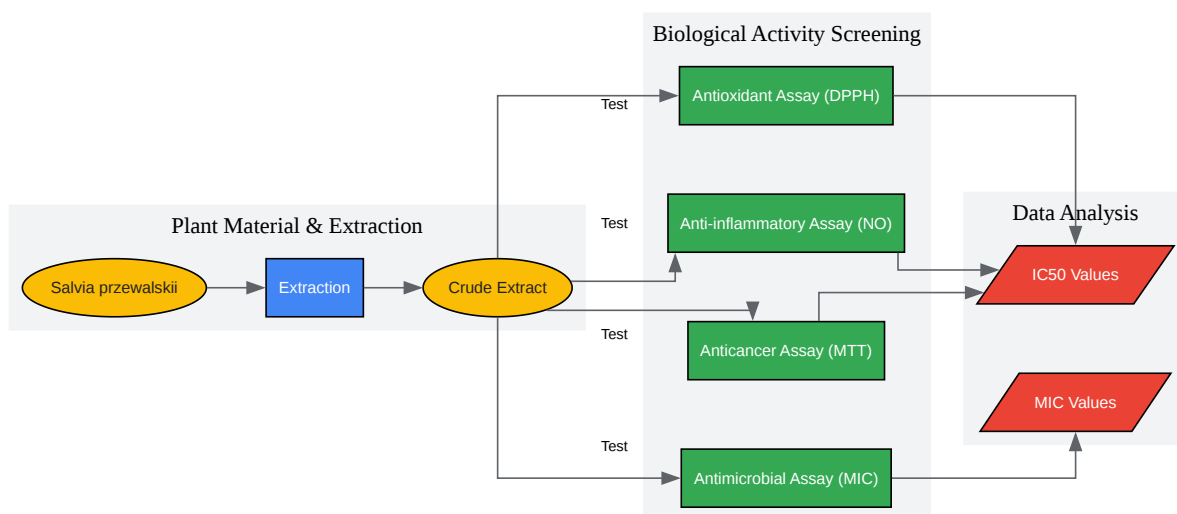 Biological Activity Screening
Antioxidant Assay (DPPH)
Test
Anti-inflammatory Assay (NO)
Test
Plant Material & Extraction
Data Analysis
Salvia przewalskii
Extraction
Crude Extract
IC50 Values
Test
Anticancer Assay (MTT)
MIC Values
Test
Antimicrobial Assay (MIC)